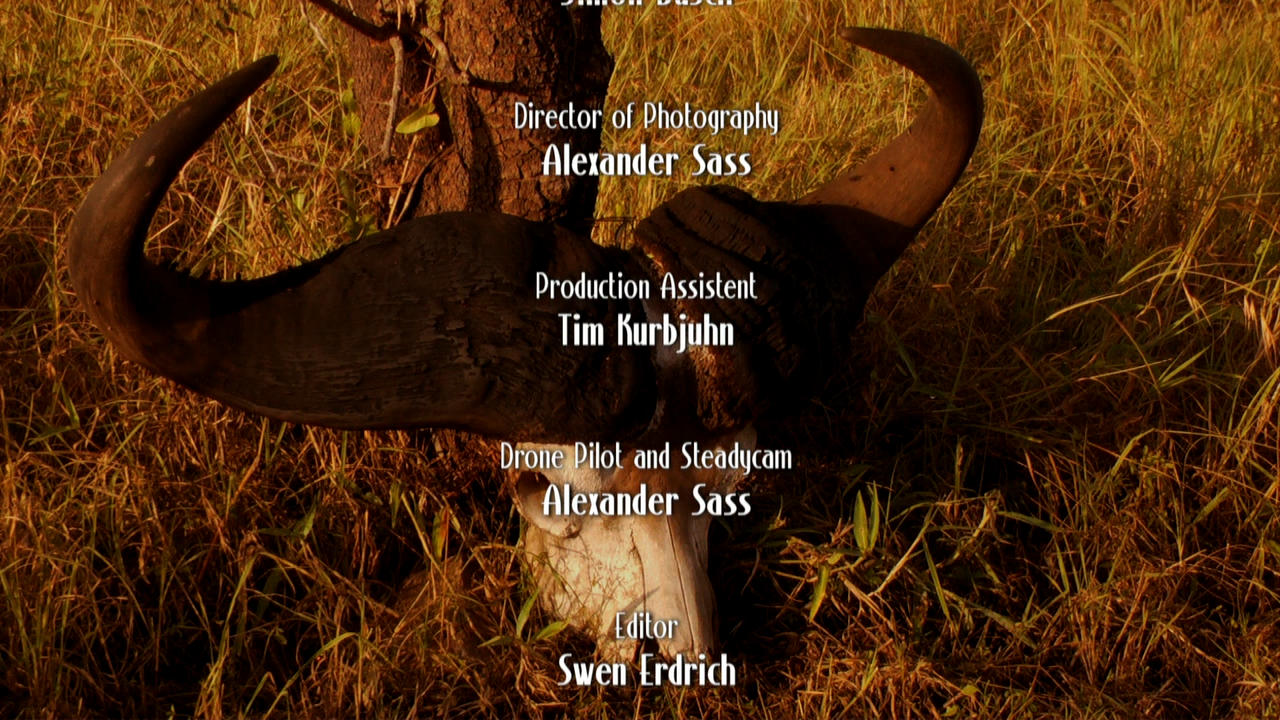 Director of Photography
Alexander Sass
Production Assistent
Tim Kurbjuhn
Drone Pilot and Steadycam
Alexander Sass
Editor
Swen Erdrich